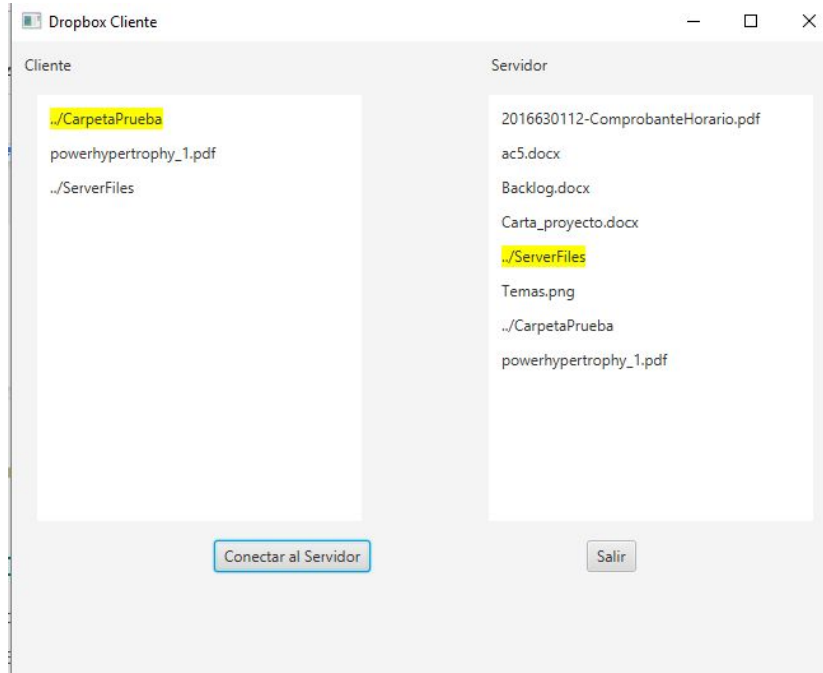 Dropbox Cliente
Cliente
Servidor
../CarpetaPrueba
powerhypertrophy_1.pdf
../ServerFiles
2016630112-ComprobanteHorario.pdf
ac5.docx
Backlog.docx
Carta_proyecto.docx
../ServerFiles
Temas.png
../CarpetaPrueba
powerhypertrophy_1.pdf
Conectar al Servidor
Salir